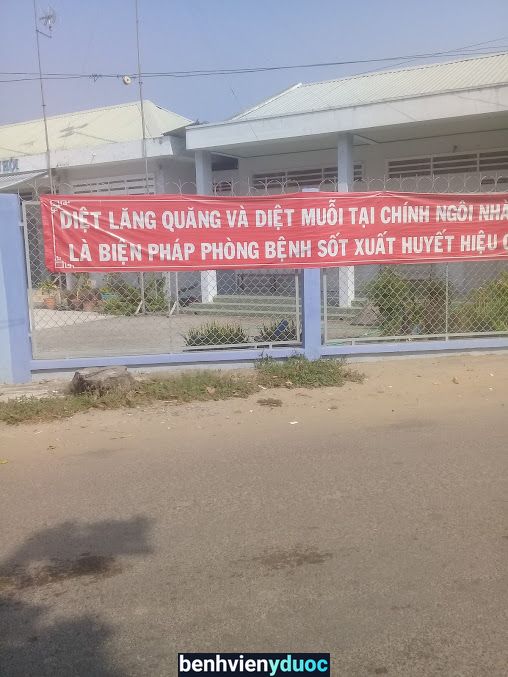 DIỆT LĂNG QUĂNG VÀ DIỆT MUỖI TẠI CHÍNH NGÔI NHÀ
LÀ BIỆN PHÁP PHÒNG BỆNH SỐT XUẤT HUYẾT HIỆU
benhvienyduoc